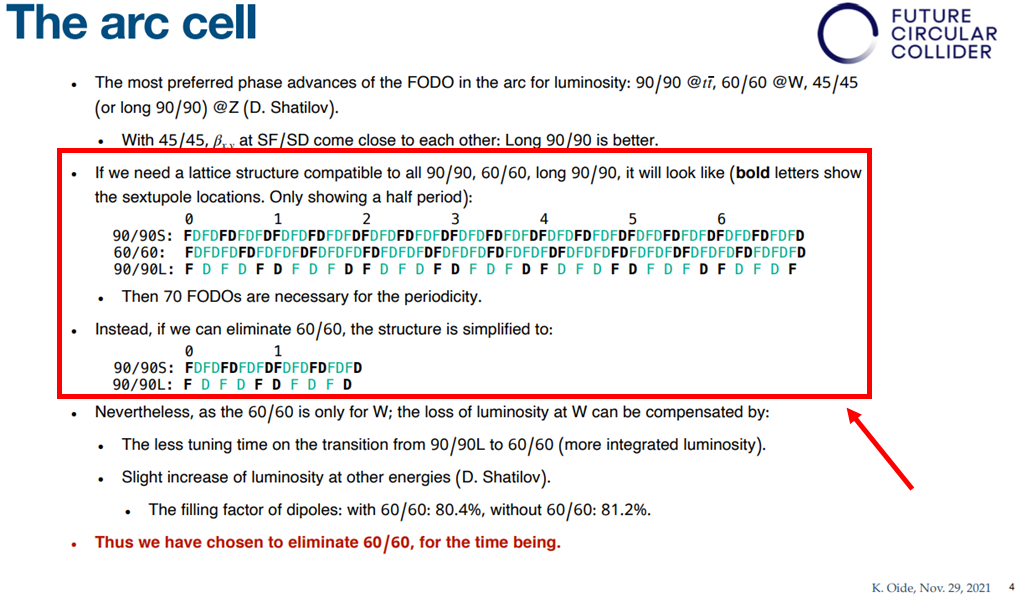 The arc cell
FUTURE
CIRCULAR
COLLIDER
• The most preferred phase advances of the FODO in the arc for luminosity: 90/90 @tt̄, 60/60 @W, 45/45
(or long 90/90) @Z (D. Shatilov).
• With 45/45, βx,y at SF/SD come close to each other: Long 90/90 is better.
• If we need a lattice structure compatible to all 90/90, 60/60, long 90/90, it will look like (bold letters show
the sextupole locations. Only showing a half period):
0 1 2 3 4 5 6
90/90S: FDFDFDFDFDFDFDFDFDFDFDFDFDFDFDFDFDFDFDFDFDFDFDFDFDFDFDFDFDFDFDFDFDFDFD
60/60: FDFDFDFDFDFDFDFDFDFDFDFDFDFDFDFDFDFDFDFDFDFDFDFDFDFDFDFDFDFDFDFDFDFDFD
90/90L: F D F D F D F D F D F D F D F D F D F D F D F D F D F D F D F D F D F
• Then 70 FODOs are necessary for the periodicity.
• Instead, if we can eliminate 60/60, the structure is simplified to:
0 1
90/90S: FDFDFDFDFDFDFDFDFDFD
90/90L: F D F D F D F D F D
• Nevertheless, as the 60/60 is only for W; the loss of luminosity at W can be compensated by:
• The less tuning time on the transition from 90/90L to 60/60 (more integrated luminosity).
• Slight increase of luminosity at other energies (D. Shatilov).
• The filling factor of dipoles: with 60/60: 80.4%, without 60/60: 81.2%.
• Thus we have chosen to eliminate 60/60, for the time being.
K. Oide, Nov. 29, 2021 4